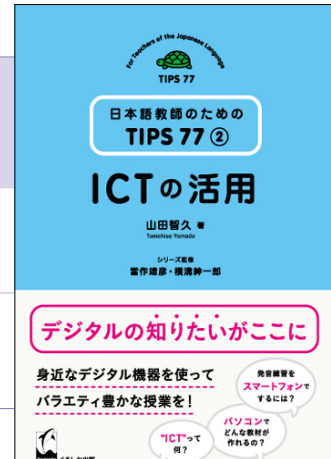 For Teachers of the Japanese Language
TIPS 77
日本語教師のための
TIPS 77 ②
ICTの活用
山田智久 著
Tomohisa Yamada
シリーズ監修
當作靖彦・横溝紳一郎
デジタルの知りたいがここに
身近なデジタル機器を使って
バラエティ豊かな授業を!
発音練習を
スマートフォンで
するには?
パソコンで
どんな教材が
作れるの?
"ICT"って
何?